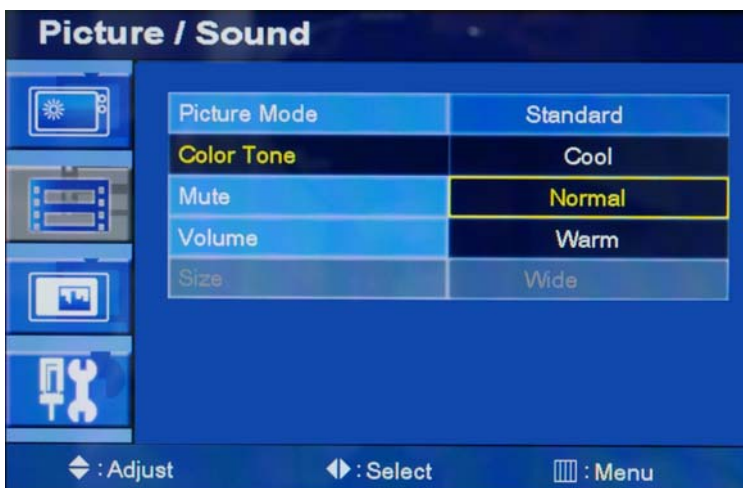 Picture / Sound
Picture Mode Standard
Color Tone Cool
Mute Normal
Volume Warm
Size Wide
: Adjust : Select : Menu